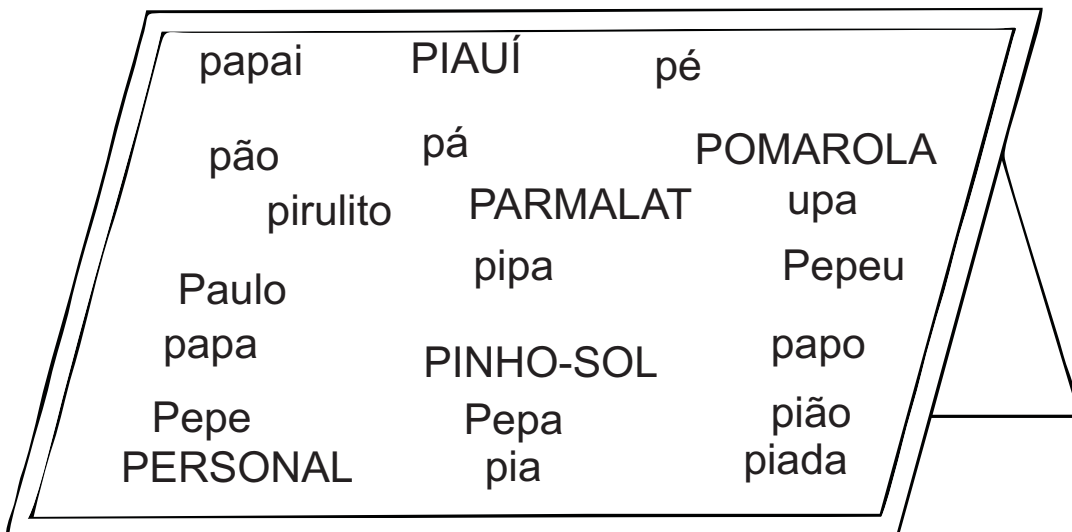 papai PIAUÍ pé
pão pá POMAROLA
pirulito PARMALAT upa
Paulo pipa Pepeu
papa PINHO-SOL papo
Pepe Pepa pião
PERSONAL pia piada